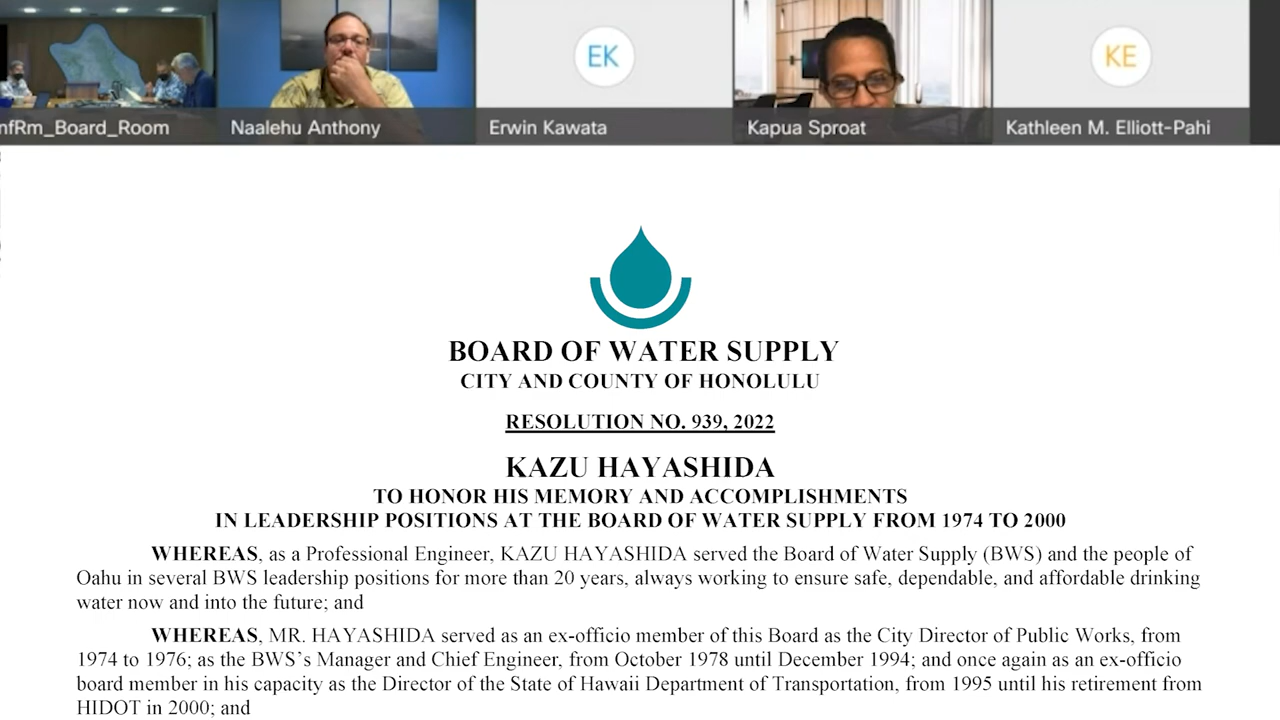 nfRm_Board_Room
Naalehu Anthony
EK
Erwin Kawata
Kapua Sproat
KE
Kathleen M. Elliott-Pahi
BOARD OF WATER SUPPLY
CITY AND COUNTY OF HONOLULU
RESOLUTION NO. 939, 2022
KAZU HAYASHIDA
TO HONOR HIS MEMORY AND ACCOMPLISHMENTS
IN LEADERSHIP POSITIONS AT THE BOARD OF WATER SUPPLY FROM 1974 TO 2000
WHEREAS, as a Professional Engineer, KAZU HAYASHIDA served the Board of Water Supply (BWS) and the people of
Oahu in several BWS leadership positions for more than 20 years, always working to ensure safe, dependable, and affordable drinking
water now and into the future; and
WHEREAS, MR. HAYASHIDA served as an ex-officio member of this Board as the City Director of Public Works, from
1974 to 1976; as the BWS's Manager and Chief Engineer, from October 1978 until December 1994; and once again as an ex-officio
board member in his capacity as the Director of the State of Hawaii Department of Transportation, from 1995 until his retirement from
HIDOT in 2000; and